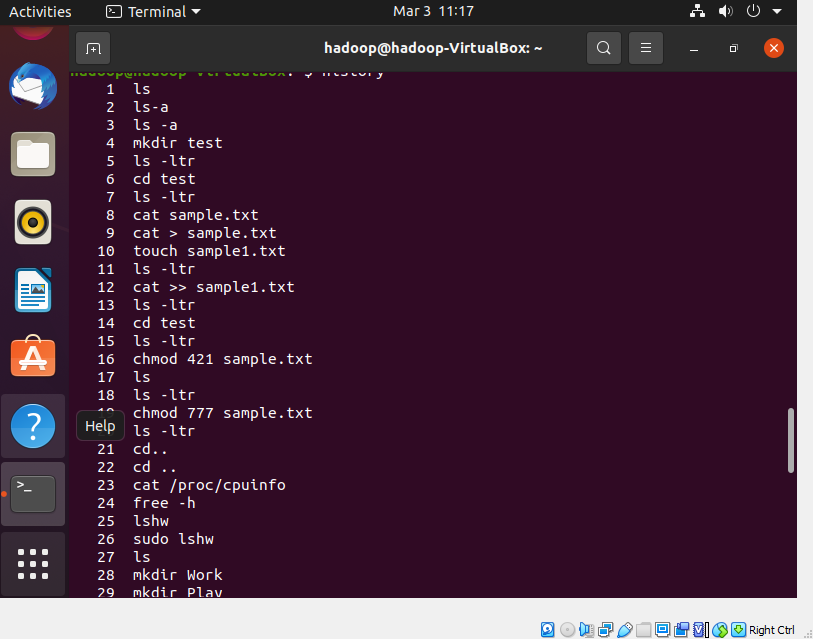 Activities Terminal Mar 3 11:17
hadoop@hadoop-VirtualBox: ~
hadoop@hadoop-VirtualBox:~$ history
1 ls
2 ls-a
3 ls -a
4 mkdir test
5 ls -ltr
6 cd test
7 ls -ltr
8 cat sample.txt
9 cat > sample.txt
10 touch sample1.txt
11 ls -ltr
12 cat >> sample1.txt
13 ls -ltr
14 cd test
15 ls -ltr
16 chmod 421 sample.txt
17 ls
18 ls -ltr
19 chmod 777 sample.txt
Help
ls -ltr
21 cd..
22 cd ..
23 cat /proc/cpuinfo
24 free -h
25 lshw
26 sudo lshw
27 ls
28 mkdir Work
29 mkdir Play
Right Ctrl